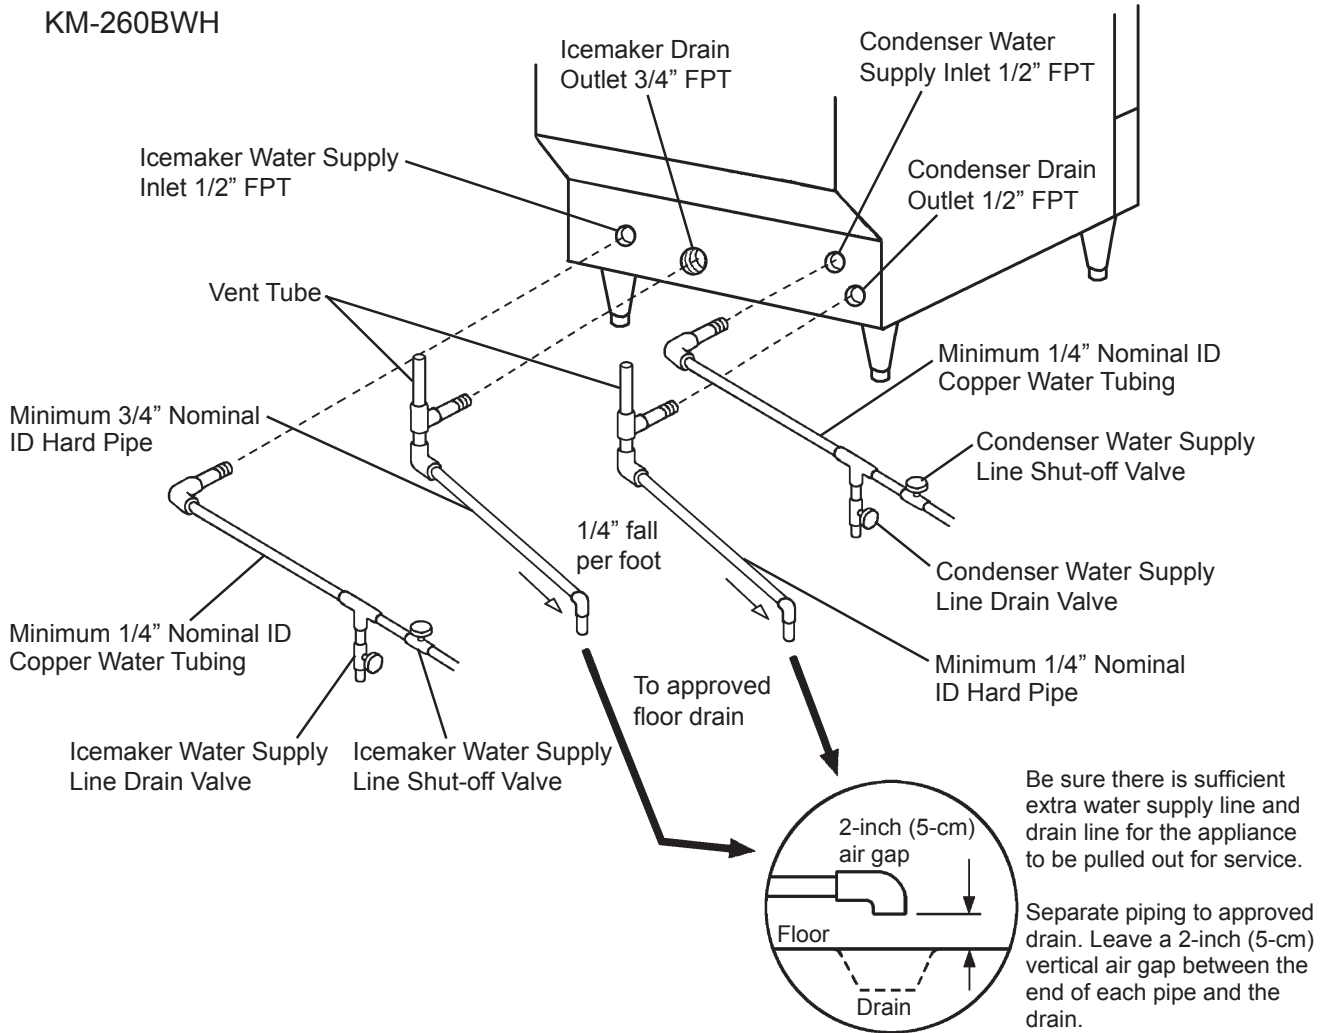 KM-260BWH
Icemaker Drain
Outlet 3/4” FPT
Condenser Water
Supply Inlet 1/2” FPT
Icemaker Water Supply
Inlet 1/2” FPT
Condenser Drain
Outlet 1/2” FPT
Vent Tube
Minimum 1/4” Nominal ID
Copper Water Tubing
Minimum 3/4” Nominal
ID Hard Pipe
Condenser Water Supply
Line Shut-off Valve
1/4” fall
per foot
Condenser Water Supply
Line Drain Valve
Minimum 1/4” Nominal ID
Copper Water Tubing
Minimum 1/4” Nominal
ID Hard Pipe
To approved
floor drain
Icemaker Water Supply
Line Drain Valve
Icemaker Water Supply
Line Shut-off Valve
2-inch (5-cm)
air gap
Floor
Drain
Be sure there is sufficient
extra water supply line and
drain line for the appliance
to be pulled out for service.
Separate piping to approved
drain. Leave a 2-inch (5-cm)
vertical air gap between the
end of each pipe and the
drain.